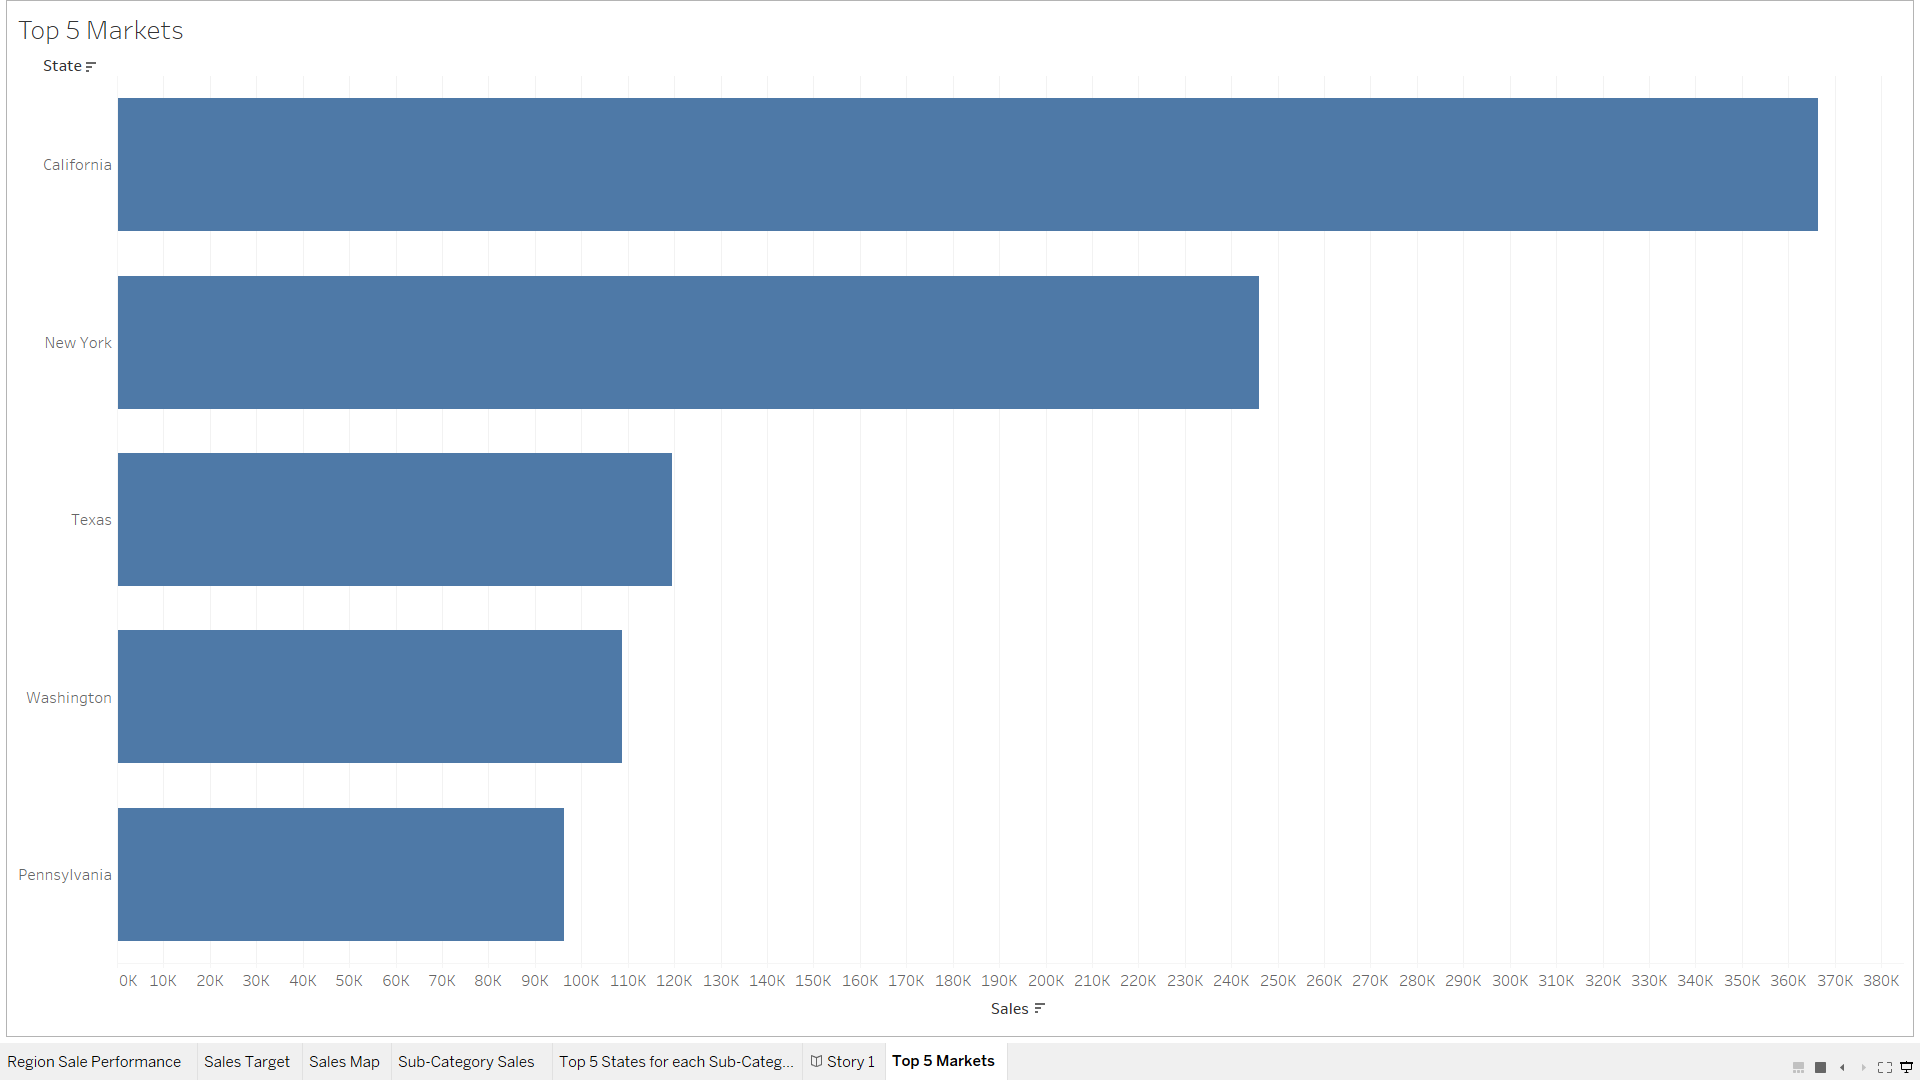 Top 5 Markets
State
California
New York
Texas
Washington
Pennsylvania
0K 10K 20K 30K 40K 50K 60K 70K 80K 90K 100K 110K 120K 130K 140K 150K 160K 170K 180K 190K 200K 210K 220K 230K 240K 250K 260K 270K 280K 290K 300K 310K 320K 330K 340K 350K 360K 370K 380K
Sales
Region Sale Performance Sales Target Sales Map Sub-Category Sales Top 5 States for each Sub-Categ... Story 1 Top 5 Markets